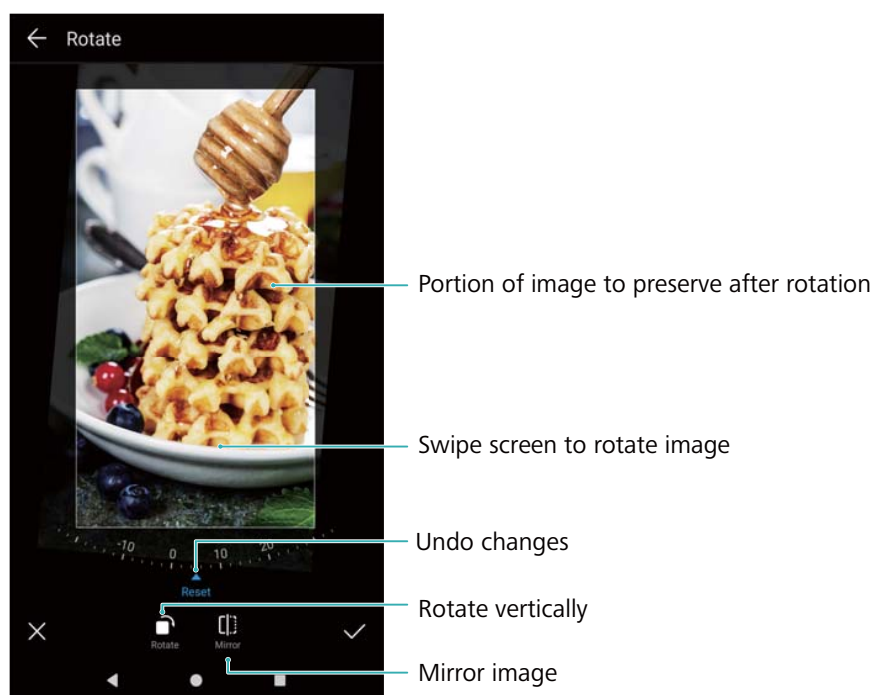 Rotate
Portion of image to preserve after rotation
Swipe screen to rotate image
-10 0 10 20
Undo changes
Reset
Rotate vertically
Rotate Mirror
Mirror image